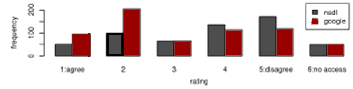 200
100
0
frequency
nsdl
google
1:agree
2
3
4
5:disagree
6:no access
rating